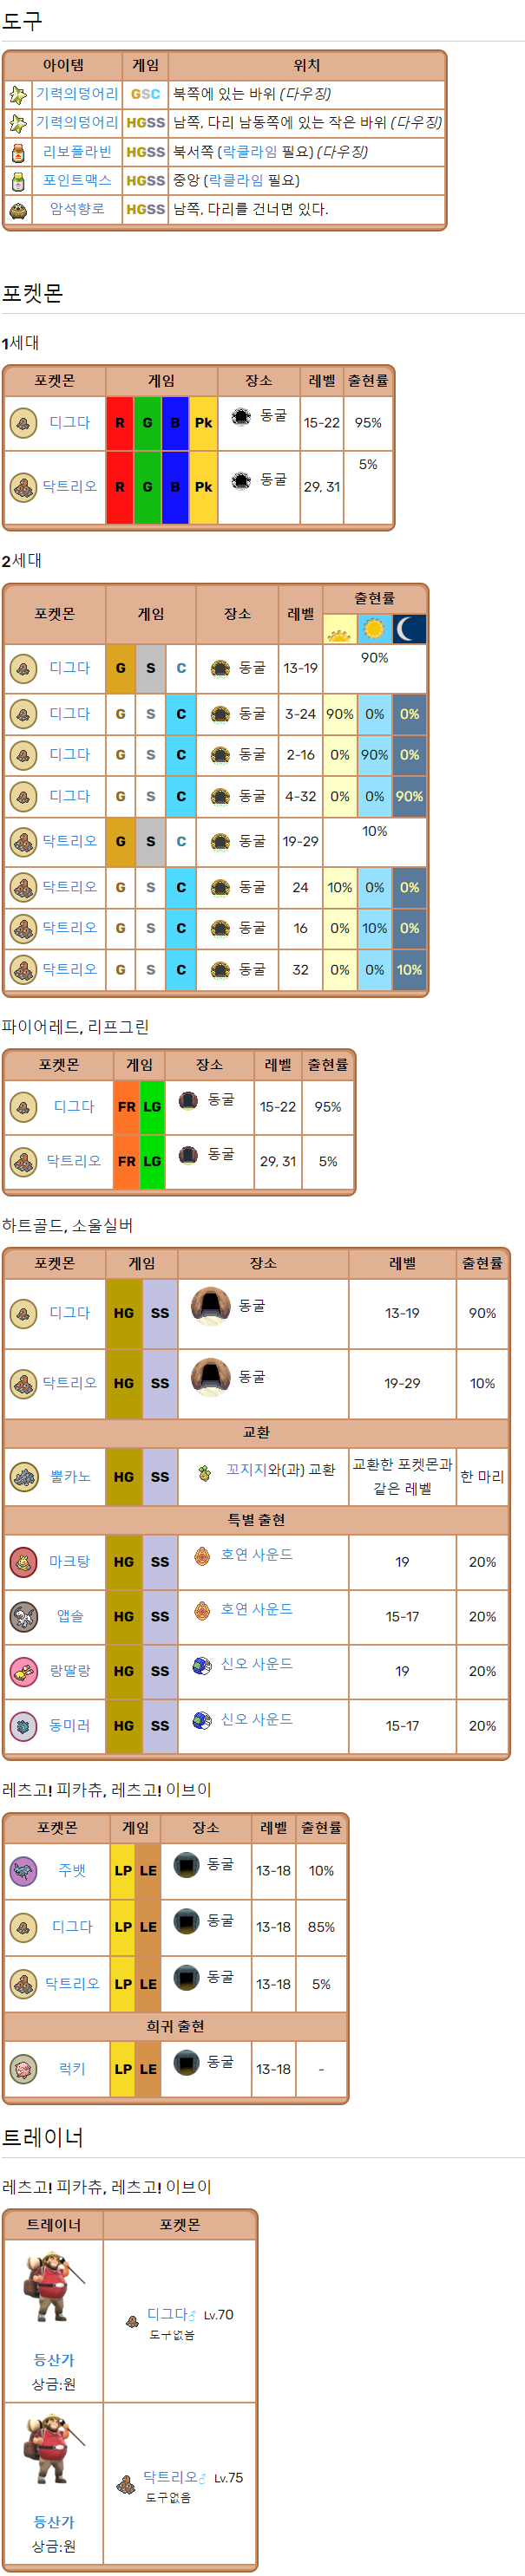 도구
아이템 게임 위치
기력의덩어리 GSC 북쪽에 있는 바위 (다우징)
기력의덩어리 HGSS 남쪽, 다리 남동쪽에 있는 작은 바위 (다우징)
리보플라빈 HGSS 북서쪽 (락클라임 필요) (다우징)
포인트맥스 HGSS 중앙 (락클라임 필요)
암석향로 HGSS 남쪽, 다리를 건너면 있다.
포켓몬
1세대
포켓몬 게임 장소 레벨 출현률
디그다 R G B Pk 동굴 15-22 95%
닥트리오 R G B Pk 동굴 29, 31 5%
2세대
포켓몬 게임 장소 레벨 출현률
디그다 G S C 동굴 13-19 90%
디그다 G S C 동굴 3-24 90% 0% 0%
디그다 G S C 동굴 2-16 0% 90% 0%
디그다 G S C 동굴 4-32 0% 0% 90%
닥트리오 G S C 동굴 19-29 10%
닥트리오 G S C 동굴 24 10% 0% 0%
닥트리오 G S C 동굴 16 0% 10% 0%
닥트리오 G S C 동굴 32 0% 0% 10%
파이어레드, 리프그린
포켓몬 게임 장소 레벨 출현률
디그다 FR LG 동굴 15-22 95%
닥트리오 FR LG 동굴 29, 31 5%
하트골드, 소울실버
포켓몬 게임 장소 레벨 출현률
디그다 HG SS 동굴 13-19 90%
닥트리오 HG SS 동굴 19-29 10%
교환
뿔카노 HG SS 꼬지지와(과) 교환 교환한 포켓몬과
같은 레벨 한 마리
특별 출현
마크탕 HG SS 호연 사운드 19 20%
앱솔 HG SS 호연 사운드 15-17 20%
랑딸랑 HG SS 신오 사운드 19 20%
동미러 HG SS 신오 사운드 15-17 20%
레츠고! 피카츄, 레츠고! 이브이
포켓몬 게임 장소 레벨 출현률
주뱃 LP LE 동굴 13-18 10%
디그다 LP LE 동굴 13-18 85%
닥트리오 LP LE 동굴 13-18 5%
희귀 출현
럭키 LP LE 동굴 13-18 -
트레이너
레츠고! 피카츄, 레츠고! 이브이
트레이너 포켓몬
디그다♂ Lv.70
도구없음
등산가
상금:원
닥트리오♂ Lv.75
도구없음
등산가
상금:원